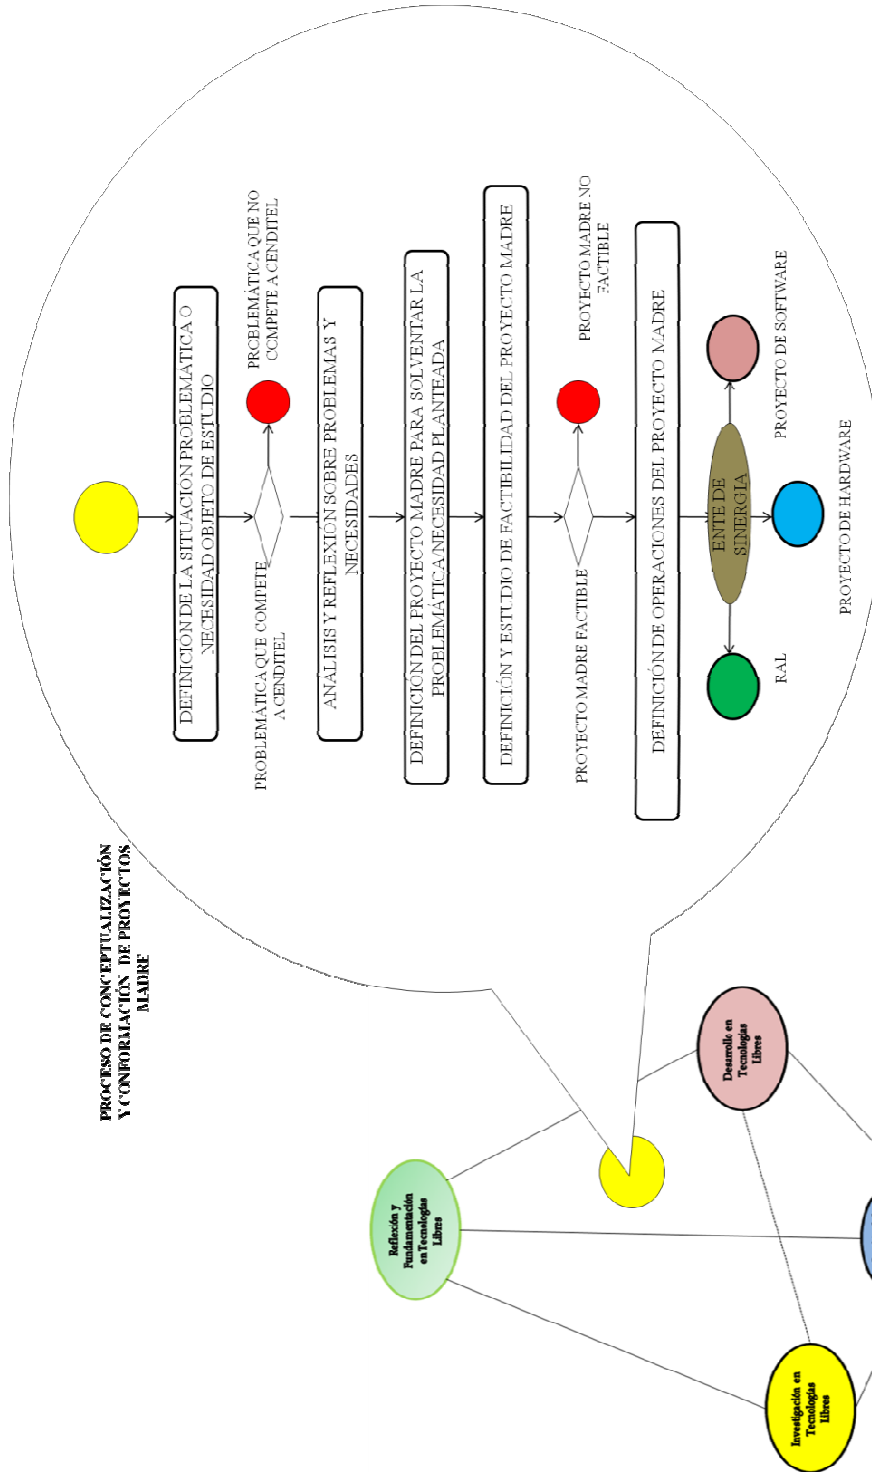 PROCESO DE CONCEPTUALIZACIÓN
Y CONFORMACIÓN DE PROYECTOS
MADRE
DEFINICION DE LA SITUACION PROBLEMATICA O
NECESIDAD OBJETO DE ESTUDIO
PROBLEMÁTICA QUE COMPETE
A CENDITEL
PROBLEMÁTICA QUE NO
COMPETE A CENDITEL
ANALISIS Y REFLEXIÓN SOBRE PROBLEMAS Y
NECESIDADES
DEFINICIÓN DEL PROYECTO MADRE PARA SOLVENTAR LA
PROBLEMÁTICA/NECESIDAD PLANTEADA
DEFINICIÓN Y ESTUDIO DE FACTIBILIDAD DEL PROYECTO MADRE
PROYECTO MADRE FACTIBLE
PROYECTO MADRE NO
FACTIBLE
DEFINICIÓN DE OPERACIONES DEL PROYECTO MADRE
ENTE DE
SINERGIA
RAL
PROYECTO DE HARDWARE
PROYECTO DE SOFTWARE
Reflexión y
Fundamentación
en Tecnologías
Libres
Desarrollo en
Tecnologías
Libres
Investigación en
Tecnologías
Libres